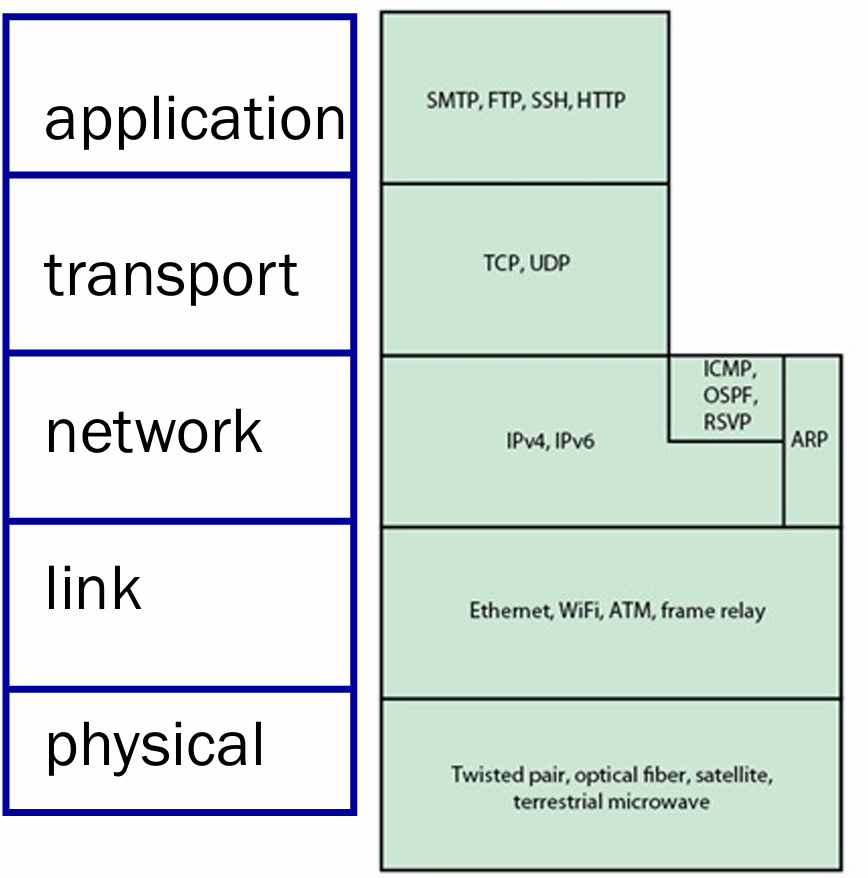 application
transport
network
link
physical
SMTP, FTP, SSH, HTTP
TCP, UDP
IPv4, IPv6
ICMP,
OSPF,
RSVP
ARP
Ethernet, WiFi, ATM, frame relay
Twisted pair, optical fiber, satellite,
terrestrial microwave